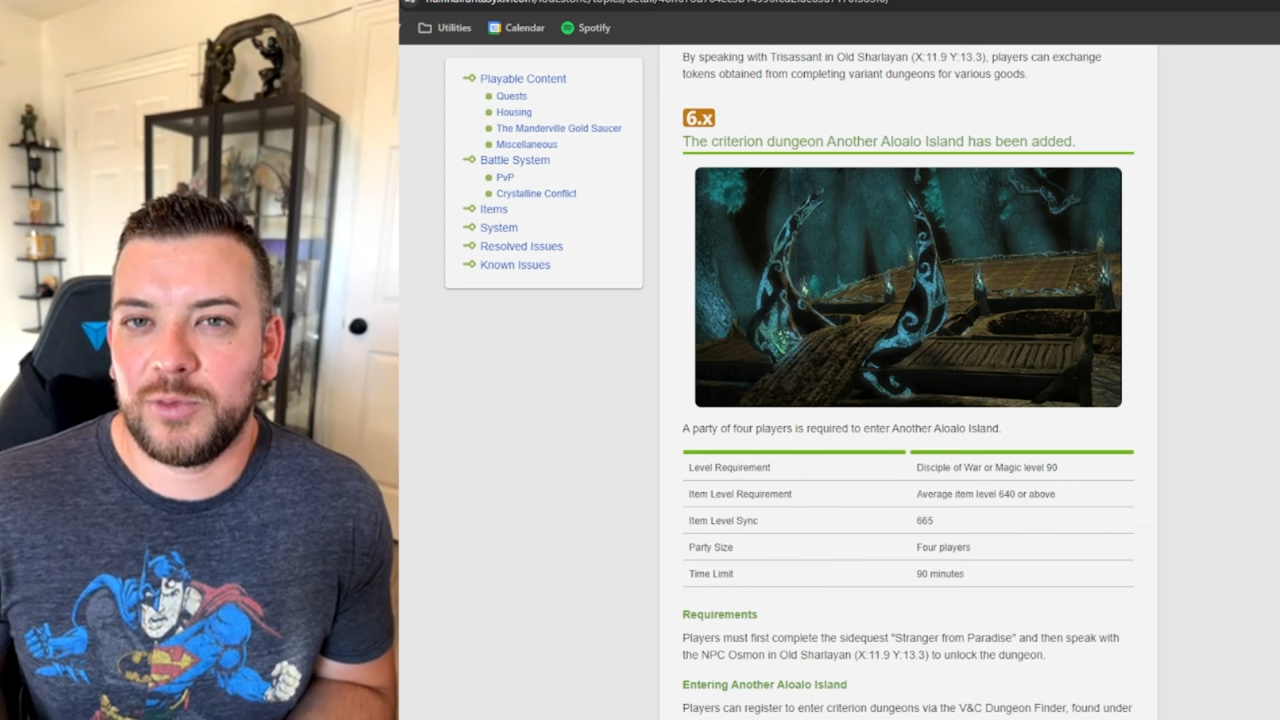 Utilities
Calendar
Spotify
Playable Content
Quests
Housing
The Manderville Gold Saucer
Miscellaneous
Battle System
PvP
Crystalline Conflict
Items
System
Resolved Issues
Known Issues
By speaking with Trisassant in Old Sharlayan (X:11.9 Y:13.3), players can exchange
tokens obtained from completing variant dungeons for various goods.
6.x
The criterion dungeon Another Aloalo Island has been added.
A party of four players is required to enter Another Aloalo Island.
Level Requirement Disciple of War or Magic level 90
Item Level Requirement Average item level 640 or above
Item Level Sync 665
Party Size Four players
Time Limit 90 minutes
Requirements
Players must first complete the sidequest "Stranger from Paradise" and then speak with
the NPC Osmon in Old Sharlayan (X:11.9 Y:13.3) to unlock the dungeon.
Entering Another Aloalo Island
Players can register to enter criterion dungeons via the V&C Dungeon Finder, found under